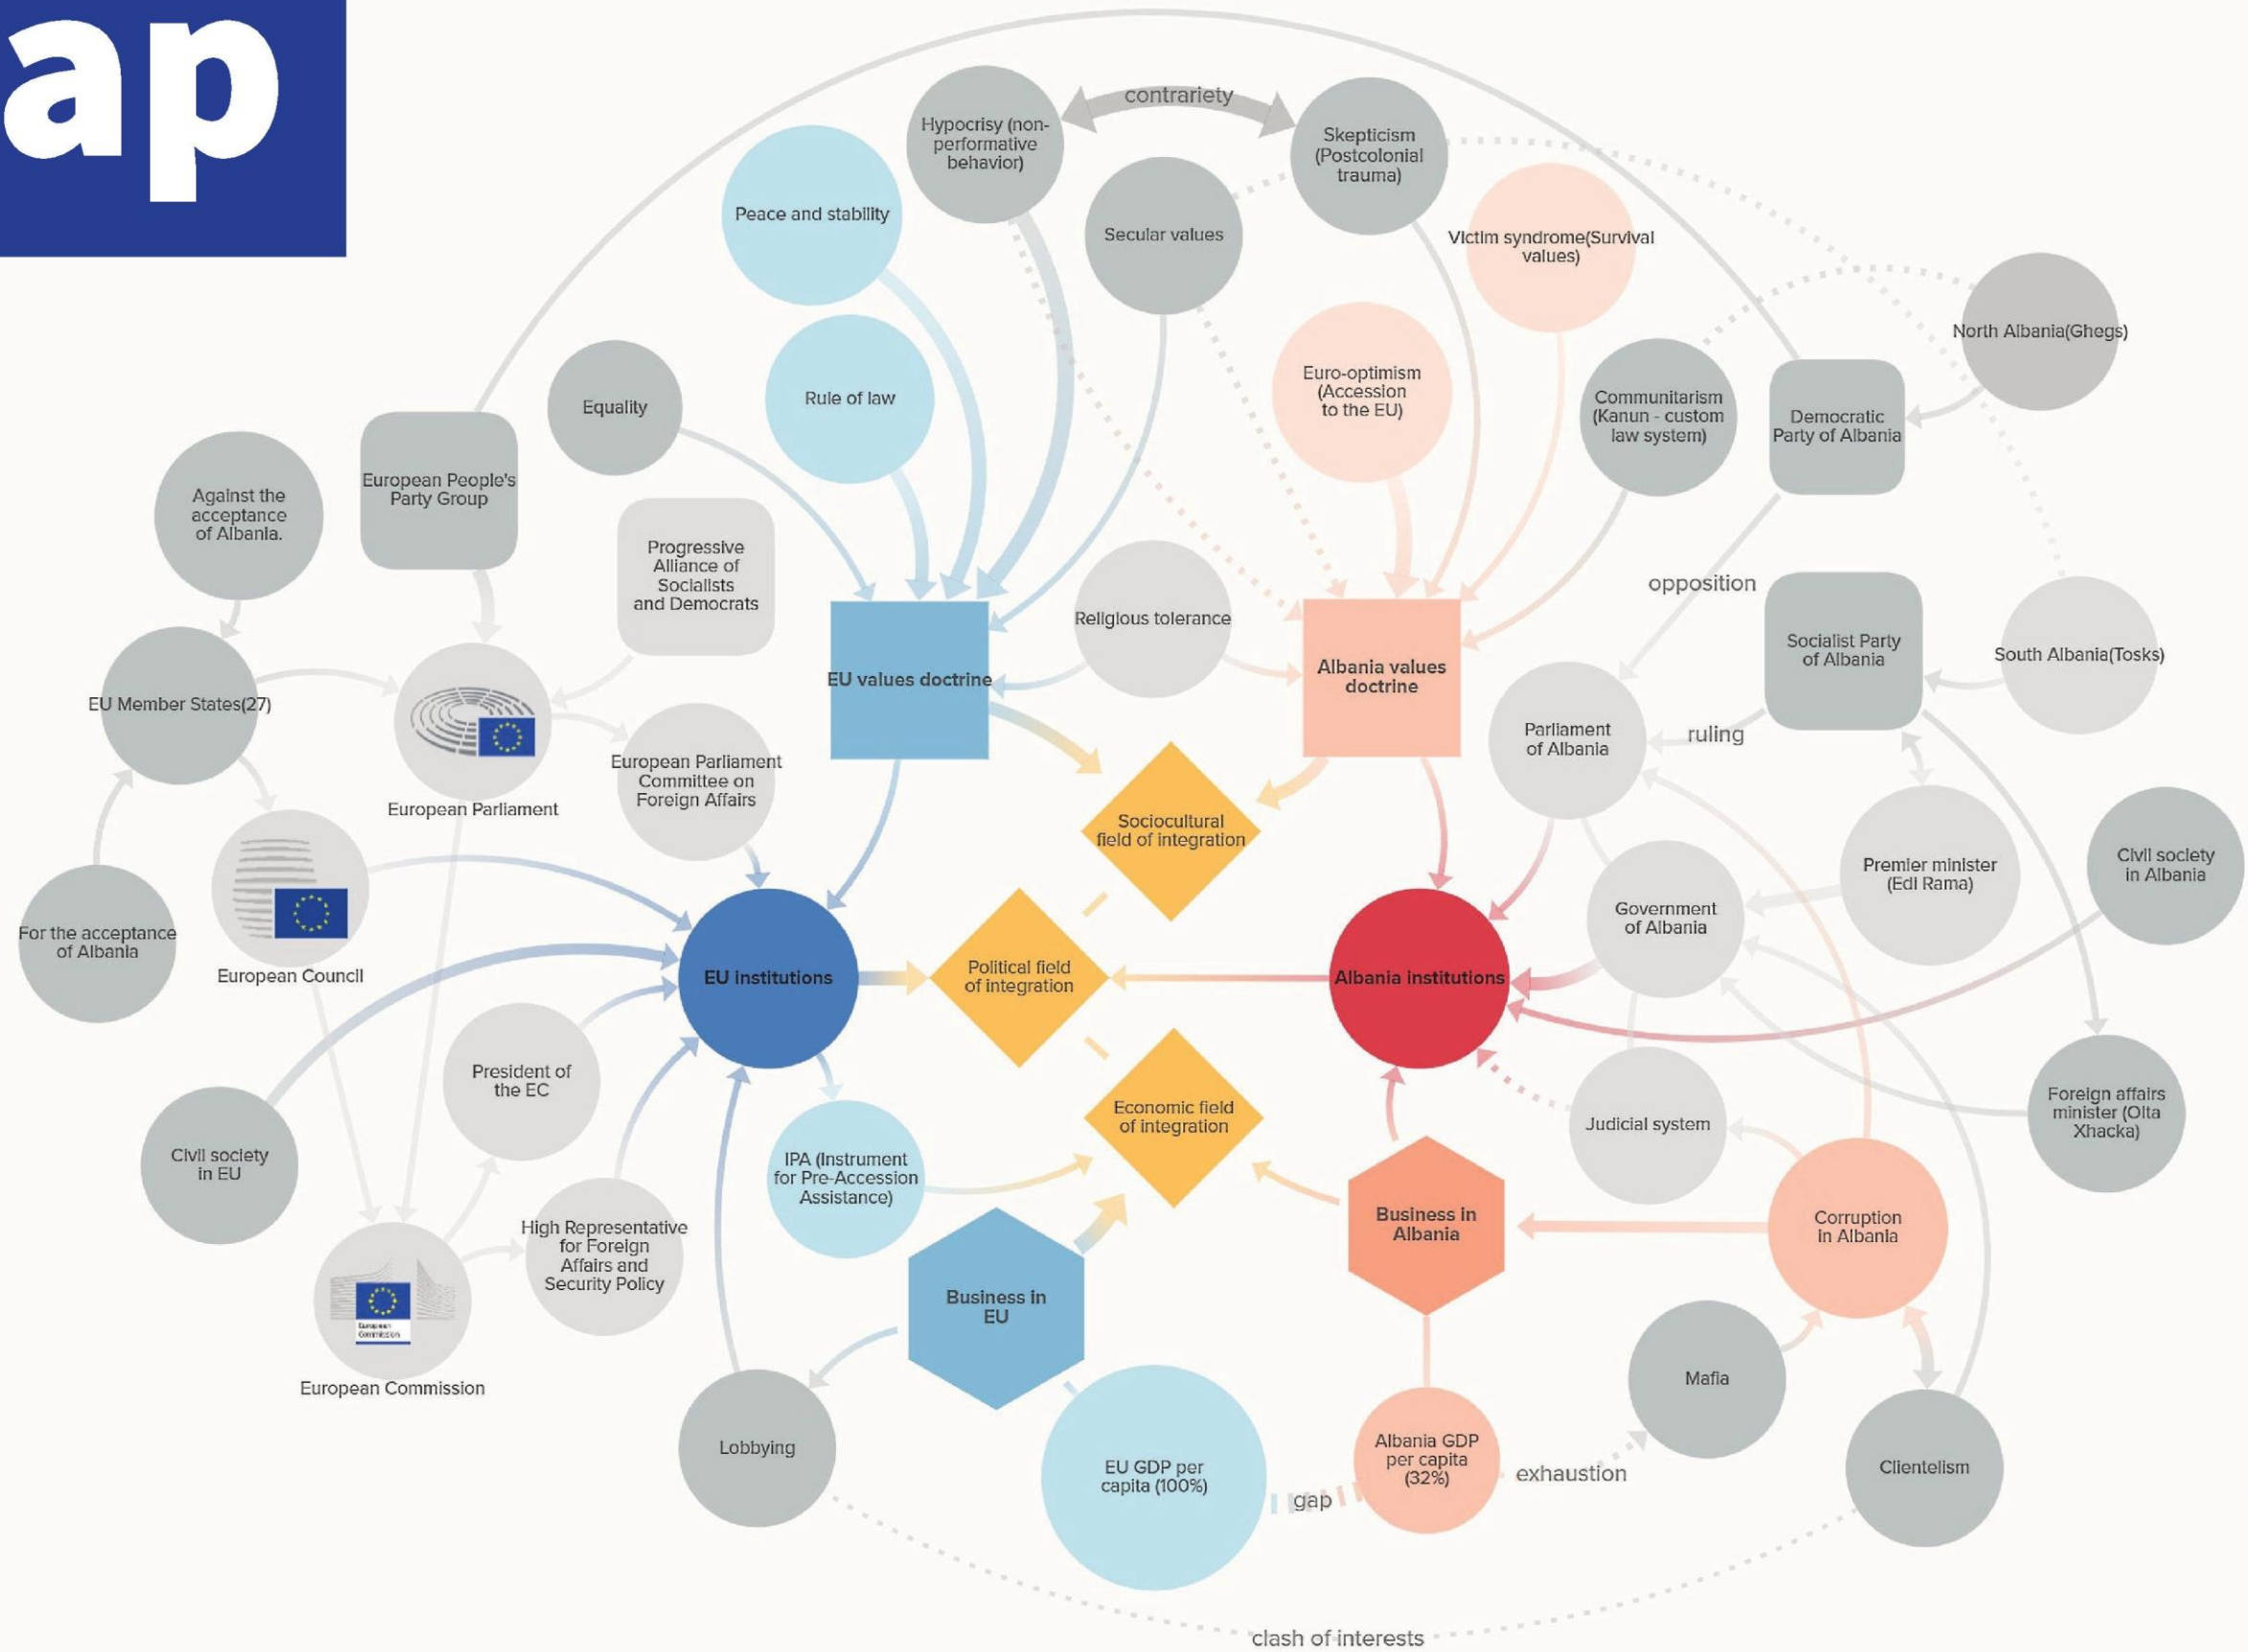 ap
contrariety
Hypocrisy (non-
performative
behavior)
Skepticism
(Postcolonial
trauma)
Peace and stability
Secular values
Victim syndrome(Survival
values)
North Albania(Ghegs)
Rule of law
Equality
Euro-optimism
(Accession
to the EU)
Communitarism
(Kanun - custom
law system)
Democratic
Party of Albania
European People's
Party Group
Against the
acceptance
of Albania.
Progressive
Alliance of
Socialists
and Democrats
opposition
Religious tolerance
Socialist Party
of Albania
South Albania(Tosks)
EU values doctrine
Albania values
doctrine
EU Member States(27)
Parliament
of Albania
ruling
European Parliament
European Parliament
Committee on
Foreign Affairs
Sociocultural
field of integration
Premier minister
(Edi Rama)
Civil society
in Albania
Government
of Albania
For the acceptance
of Albania
European Council
EU institutions
Political field
of integration
Albania institutions
President of
the EC
Economic field
of integration
Judicial system
Foreign affairs
minister (Olta
Xhacka)
Civil society
in EU
IPA (Instrument
for Pre-Accession
Assistance)
High Representative
for Foreign
Affairs and
Security Policy
Business in
Albania
Corruption
in Albania
Business in
EU
European
Commission
European Commission
Mafia
Lobbying
EU GDP per
capita (100%)
gap
Albania GDP
per capita
(32%)
exhaustion
Clientelism
clash of interests